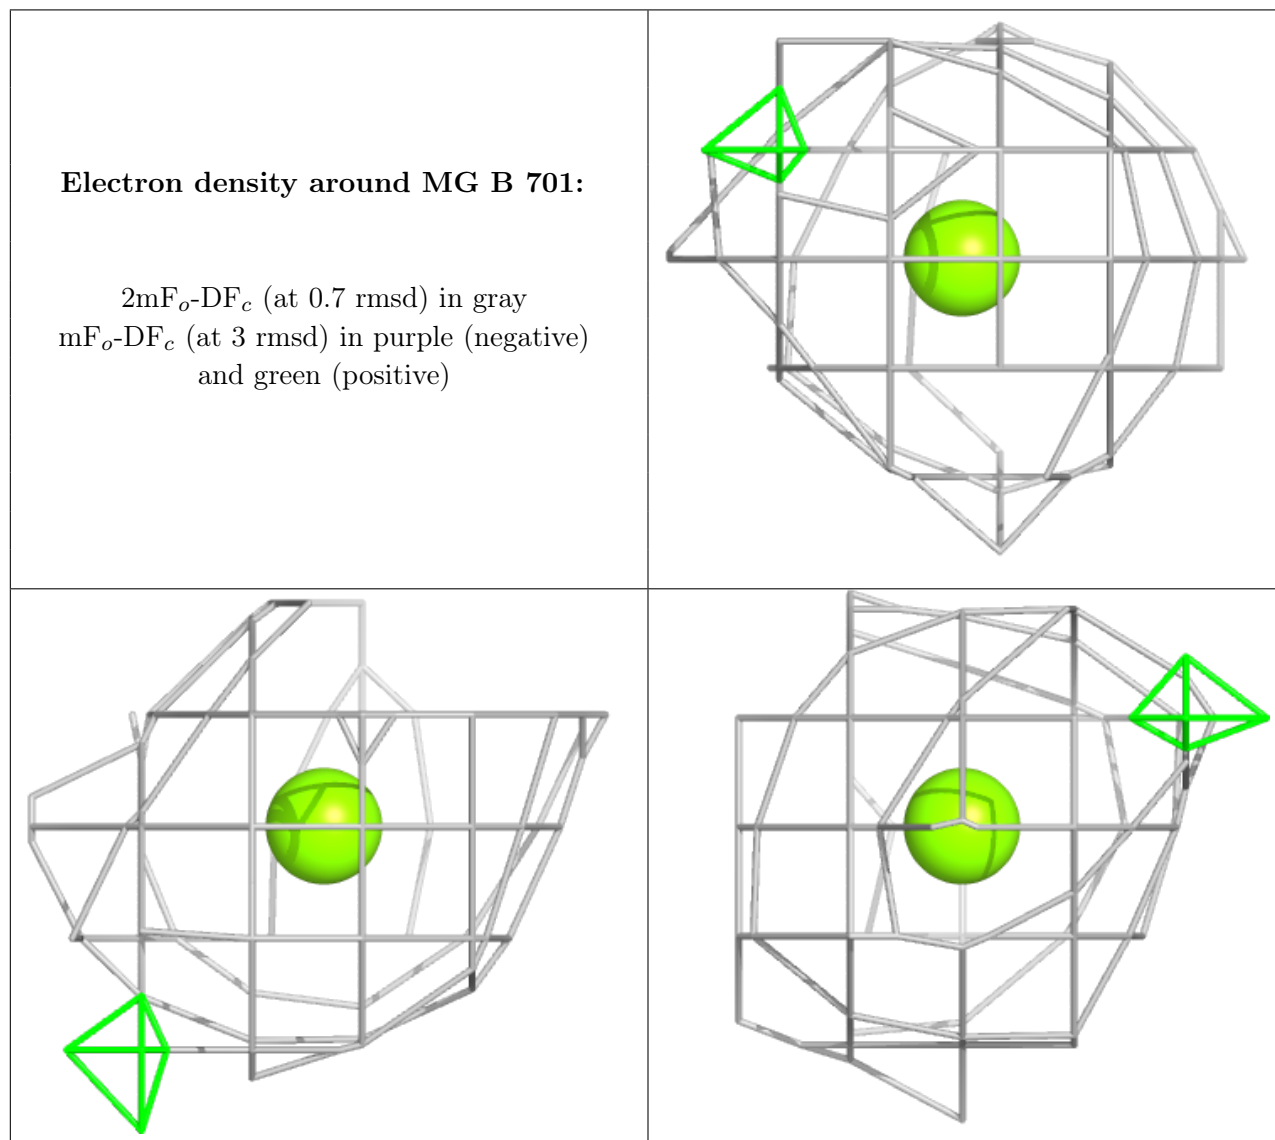 Electron density around MG B 701:
2mFo-DFc (at 0.7 rmsd) in gray
mFo-DFc (at 3 rmsd) in purple (negative)
and green (positive)